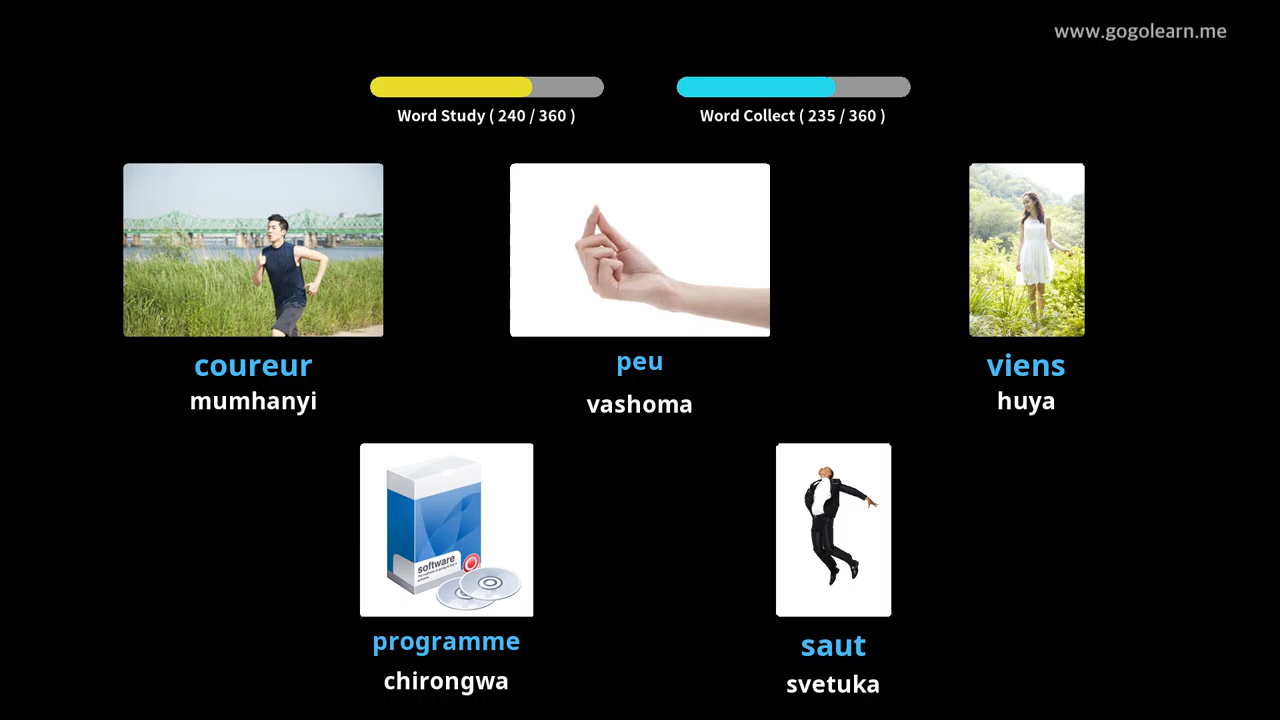 www.gogolearn.me
Word Study ( 240 / 360 )
Word Collect ( 235 / 360 )
coureur
mumhanyi
peu
vashoma
viens
huya
software
programme
chirongwa
saut
svetuka